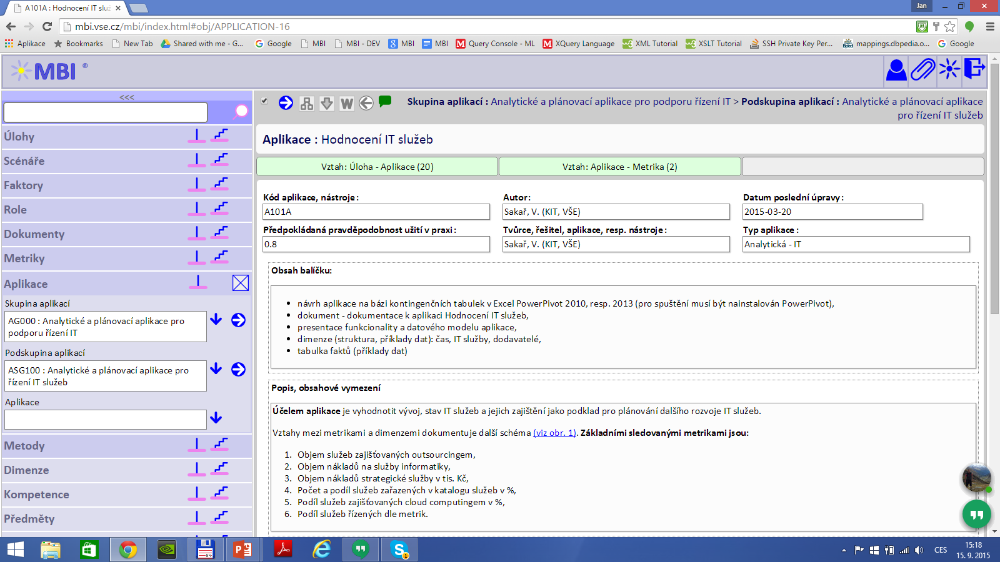 A101A : Hodnocení IT služ
Jan
mbi.vse.cz/mbi/index.html#obj/APPLICATION-16
Aplikace Bookmarks New Tab Shared with me - G... Google MBI MBI - DEV MBI MBI Query Console - ML XQuery Language XML Tutorial XSLT Tutorial SSH Private Key Per... mappings.dbpedia.o... Google
MBI ®
<<<
Úlohy
Scénáře
Faktory
Role
Dokumenty
Metriky
Aplikace
Skupina aplikací
AG000 : Analytické a plánovací aplikace pro
podporu řízení IT
Podskupina aplikací
ASG100 : Analytické a plánovací aplikace pro
řízení IT služeb
Aplikace
Metody
Dimenze
Kompetence
Předměty
W
Skupina aplikací : Analytické a plánovací aplikace pro podporu řízení IT > Podskupina aplikací : Analytické a plánovací aplikace
pro řízení IT služeb
Aplikace : Hodnocení IT služeb
Vztah: Úloha - Aplikace (20) Vztah: Aplikace - Metrika (2)
Kód aplikace, nástroje : Autor: Datum poslední úpravy :
A101A Sakař, V. (KIT, VŠE) 2015-03-20
Předpokládaná pravděpodobnost užití v praxi : Tvůrce, řešitel, aplikace, resp. nástroje : Typ aplikace :
0.8 Sakař, V. (KIT, VŠE) Analytická - IT
Obsah balíčku:
• návrh aplikace na bázi kontingenčních tabulek v Excel PowerPivot 2010, resp. 2013 (pro spuštění musí být nainstalován PowerPivot),
• dokument - dokumentace k aplikaci Hodnocení IT služeb,
• presentace funkcionality a datového modelu aplikace,
• dimenze (struktura, příklady dat): čas, IT služby, dodavatelé,
• tabulka faktů (příklady dat)
Popis, obsahové vymezení
Účelem aplikace je vyhodnotit vývoj, stav IT služeb a jejich zajištění jako podklad pro plánování dalšího rozvoje IT služeb.
Vztahy mezi metrikami a dimenzemi dokumentuje další schéma (viz obr. 1). Základními sledovanými metrikami jsou:
1. Objem služeb zajišťovaných outsourcingem,
2. Objem nákladů na služby informatiky,
3. Objem nákladů strategické služby v tis. Kč,
4. Počet a podíl služeb zařazených v katalogu služeb v %,
5. Podíl služeb zajišťovaných cloud computingem v %,
6. Podíl služeb řízených dle metrik.
CES
15:18
15. 9. 2015